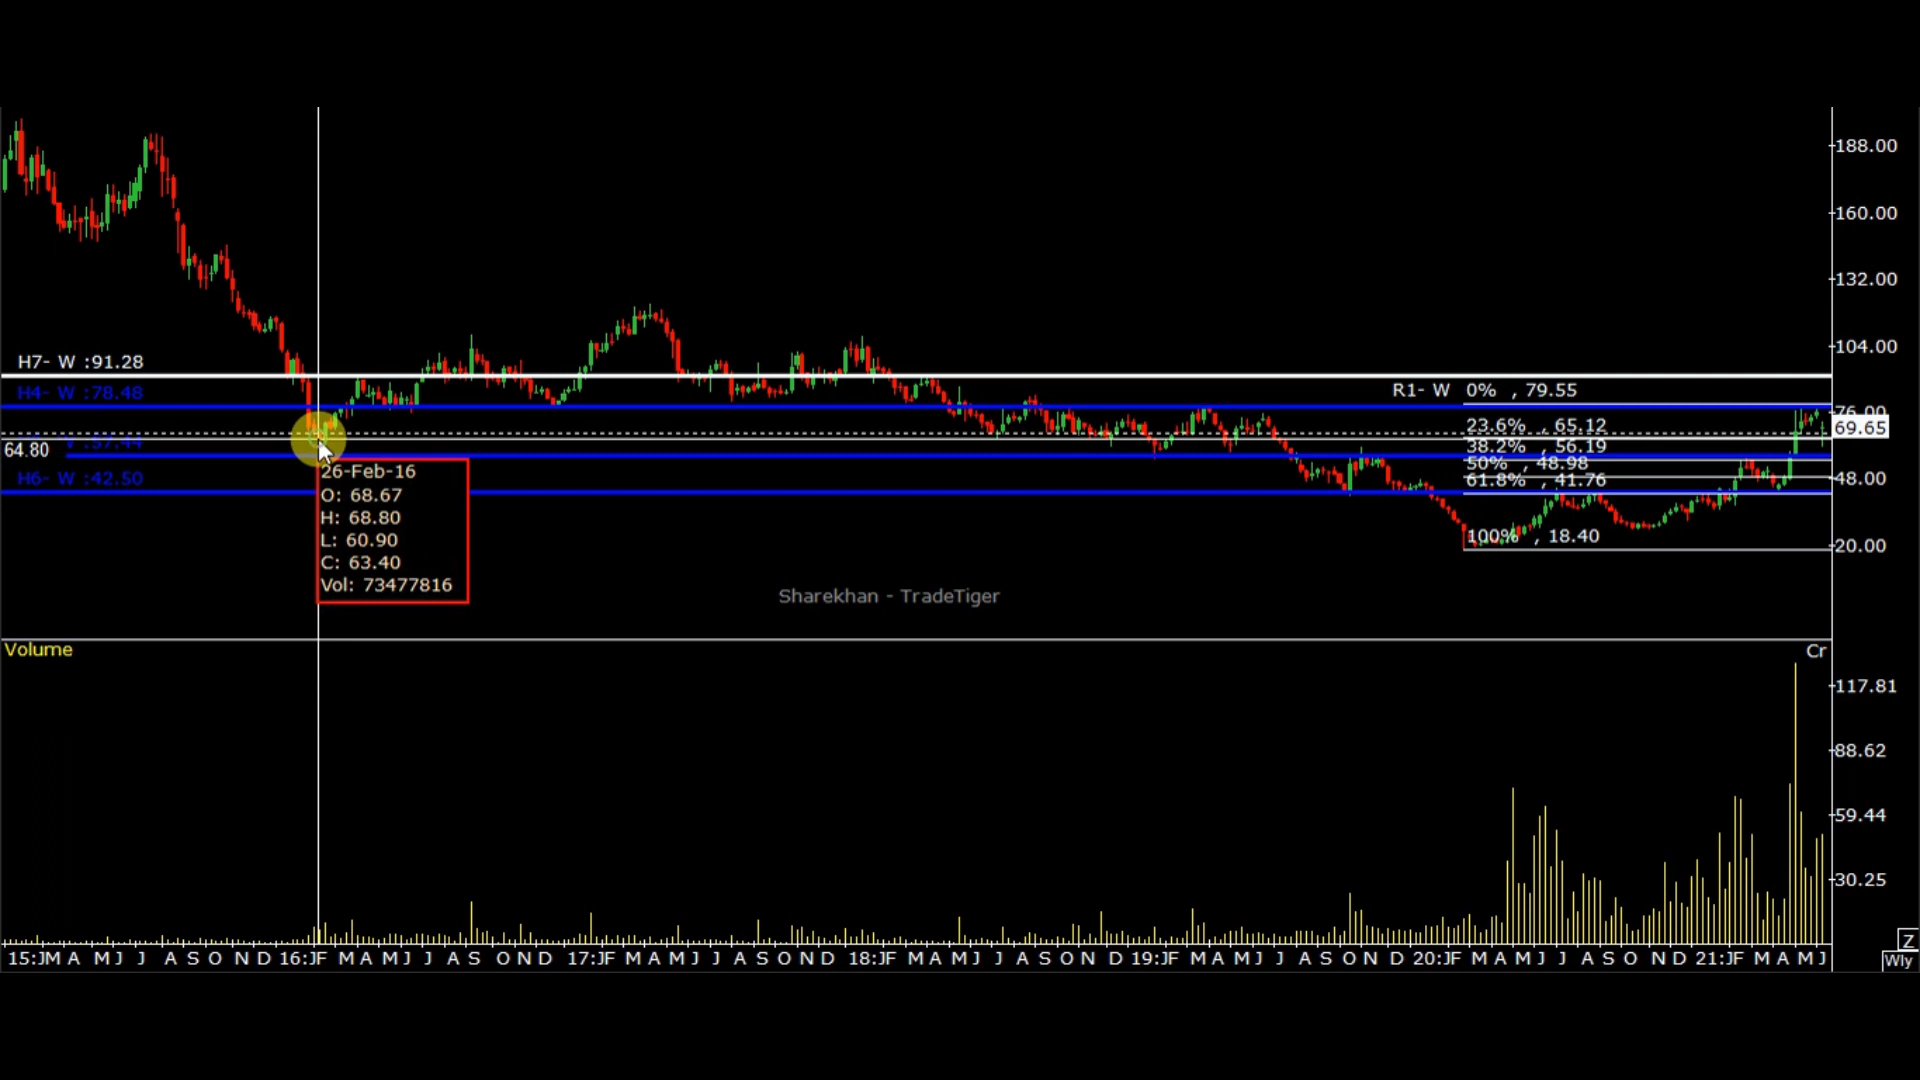 188.00
160.00
132.00
104.00
H7- W :91.28
H4- W :78.48
R1- W 0% , 79.55
76.00
23.6% , 65.12
69.65
38.2% , 56.19
W :57.44
64.80
50% , 48.98
H6- W :42.50
61.8% , 41.76
48.00
26-Feb-16
O: 68.67
H: 68.80
L: 60.90
C: 63.40
Vol: 73477816
100% , 18.40
20.00
Sharekhan - TradeTiger
Volume
Cr
117.81
88.62
59.44
30.25
15:JM A M J J A S O N D 16:JF M A M J J A S O N D 17:JF M A M J J A S O N D 18:JF M A M J J A S O N D 19:JF M A M J J A S O N D 20:JF M A M J J A S O N D 21:JF M A M J
Z
Wly